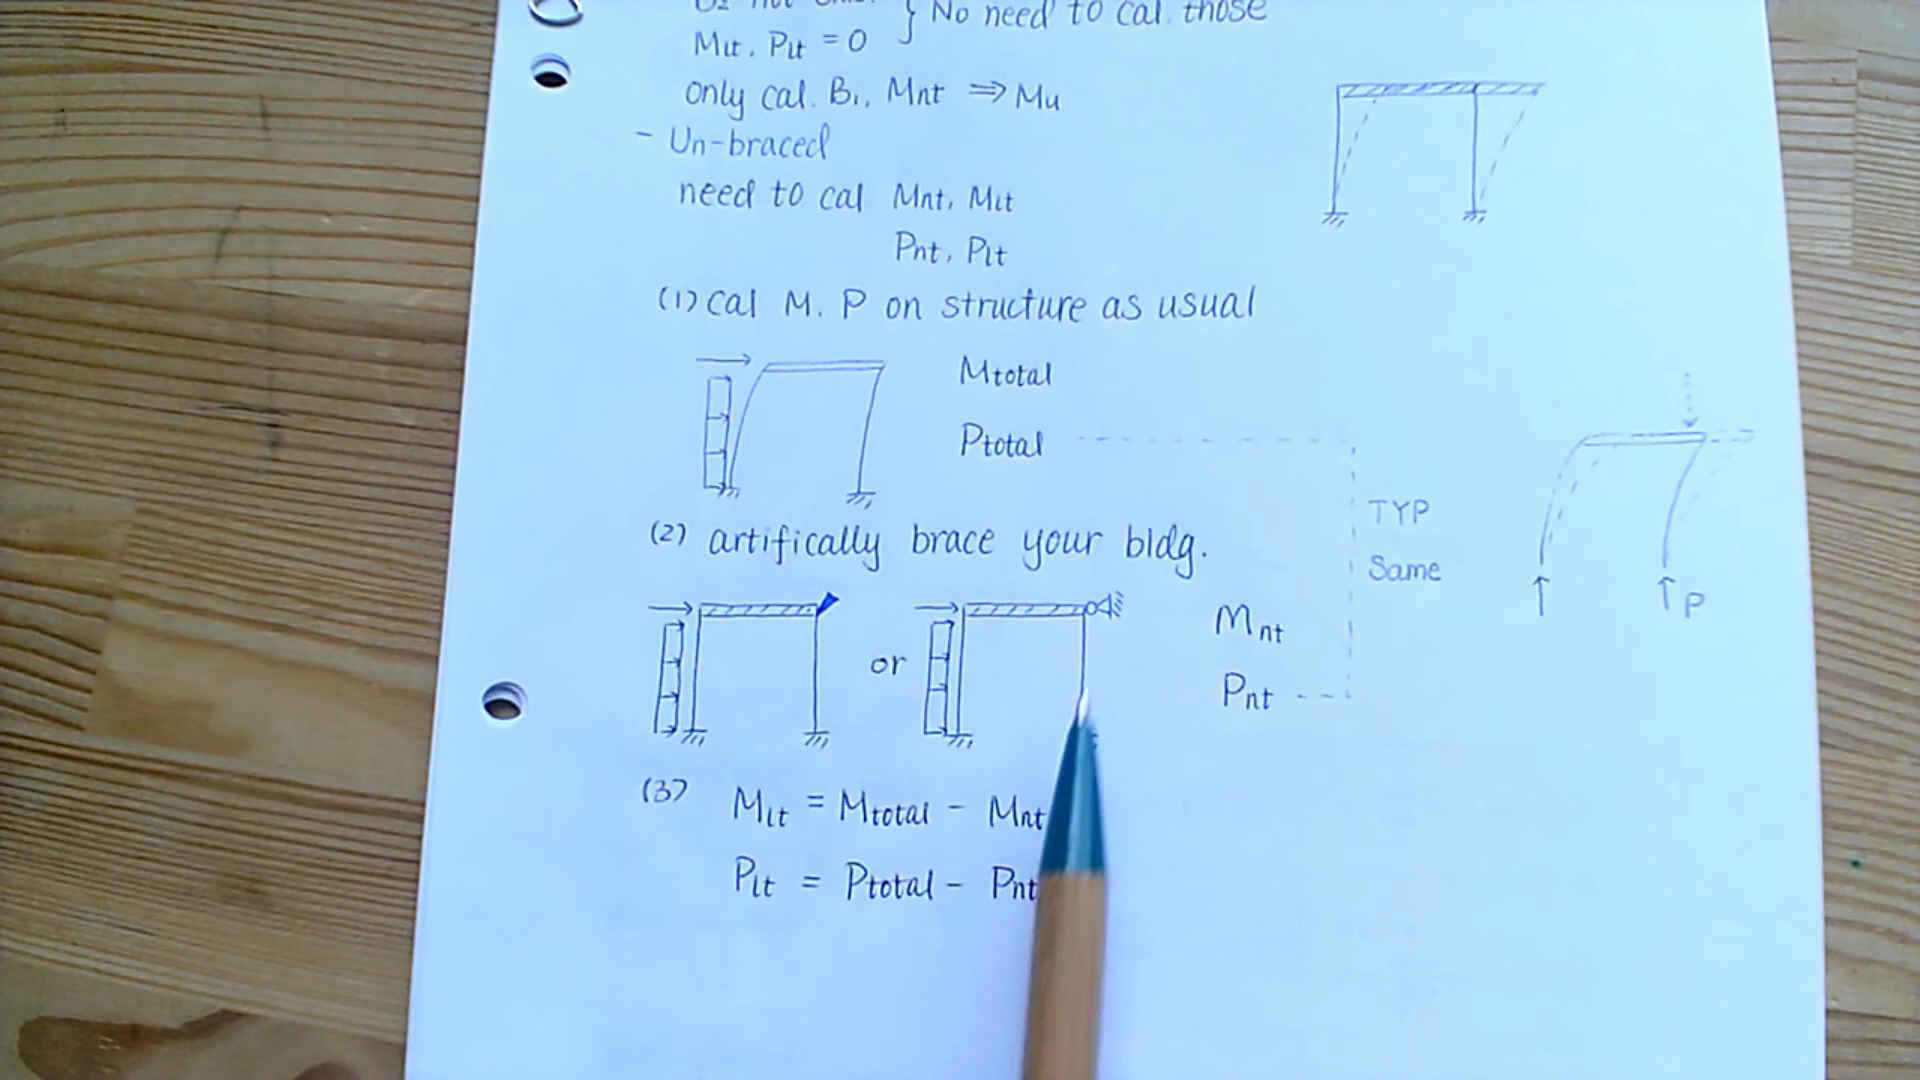 } No need to cal. those
Mlt, Plt = 0
only cal. B1, Mnt ⇒ Mu
- Un-braced
need to cal Mnt, Mlt
Pnt, Plt
(1) cal M. P on structure as usual
Mtotal
Ptotal
TYP
Same
P
(2) artifically brace your bldg.
or
Mnt
Pnt
(3) Mlt = Mtotal - Mnt
Plt = Ptotal - Pnt